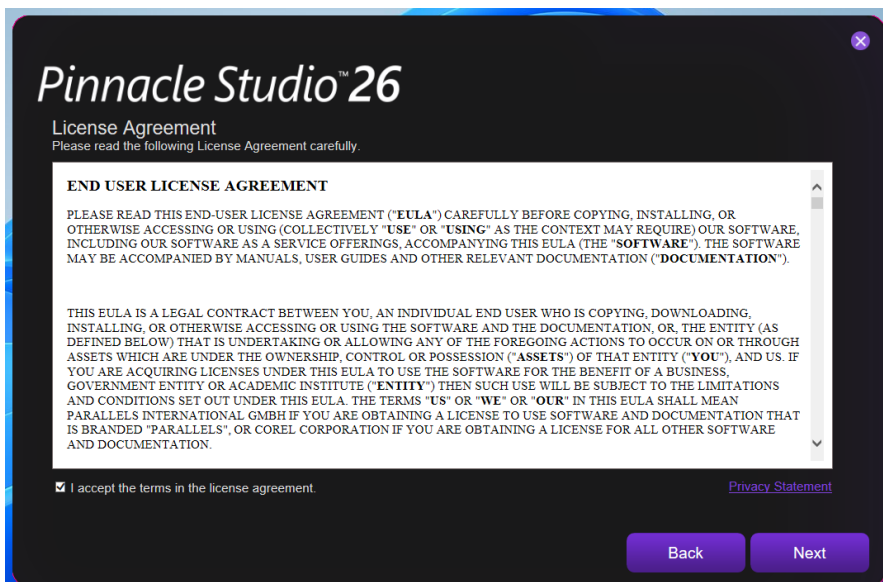 Pinnacle Studio™ 26
License Agreement
Please read the following License Agreement carefully.
END USER LICENSE AGREEMENT
PLEASE READ THIS END-USER LICENSE AGREEMENT ("EULA") CAREFULLY BEFORE COPYING, INSTALLING, OR
OTHERWISE ACCESSING OR USING (COLLECTIVELY "USE" OR "USING" AS THE CONTEXT MAY REQUIRE) OUR SOFTWARE,
INCLUDING OUR SOFTWARE AS A SERVICE OFFERINGS, ACCOMPANYING THIS EULA (THE "SOFTWARE"). THE SOFTWARE
MAY BE ACCOMPANIED BY MANUALS, USER GUIDES AND OTHER RELEVANT DOCUMENTATION ("DOCUMENTATION").
THIS EULA IS A LEGAL CONTRACT BETWEEN YOU, AN INDIVIDUAL END USER WHO IS COPYING, DOWNLOADING,
INSTALLING, OR OTHERWISE ACCESSING OR USING THE SOFTWARE AND THE DOCUMENTATION, OR, THE ENTITY (AS
DEFINED BELOW) THAT IS UNDERTAKING OR ALLOWING ANY OF THE FOREGOING ACTIONS TO OCCUR ON OR THROUGH
ASSETS WHICH ARE UNDER THE OWNERSHIP, CONTROL OR POSSESSION ("ASSETS") OF THAT ENTITY ("YOU"), AND US. IF
YOU ARE ACQUIRING LICENSES UNDER THIS EULA TO USE THE SOFTWARE FOR THE BENEFIT OF A BUSINESS,
GOVERNMENT ENTITY OR ACADEMIC INSTITUTE ("ENTITY") THEN SUCH USE WILL BE SUBJECT TO THE LIMITATIONS
AND CONDITIONS SET OUT UNDER THIS EULA. THE TERMS "US" OR "WE" OR "OUR" IN THIS EULA SHALL MEAN
PARALLELS INTERNATIONAL GMBH IF YOU ARE OBTAINING A LICENSE TO USE SOFTWARE AND DOCUMENTATION THAT
IS BRANDED "PARALLELS", OR COREL CORPORATION IF YOU ARE OBTAINING A LICENSE FOR ALL OTHER SOFTWARE
AND DOCUMENTATION.
I accept the terms in the license agreement.
Privacy Statement
Back
Next